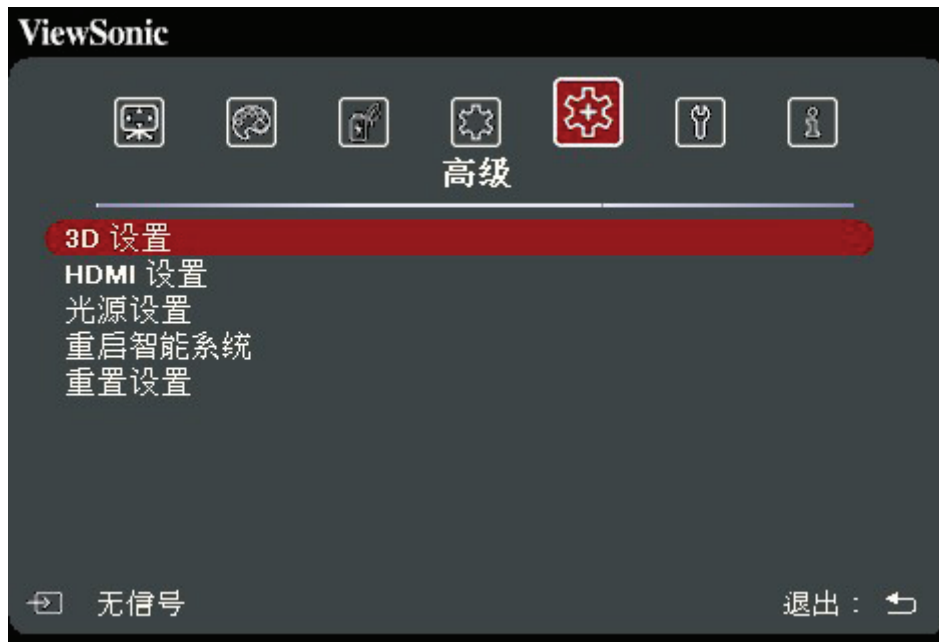 ViewSonic
高级
3D 设置
HDMI 设置
光源设置
重启智能系统
重置设置
无信号
退出：